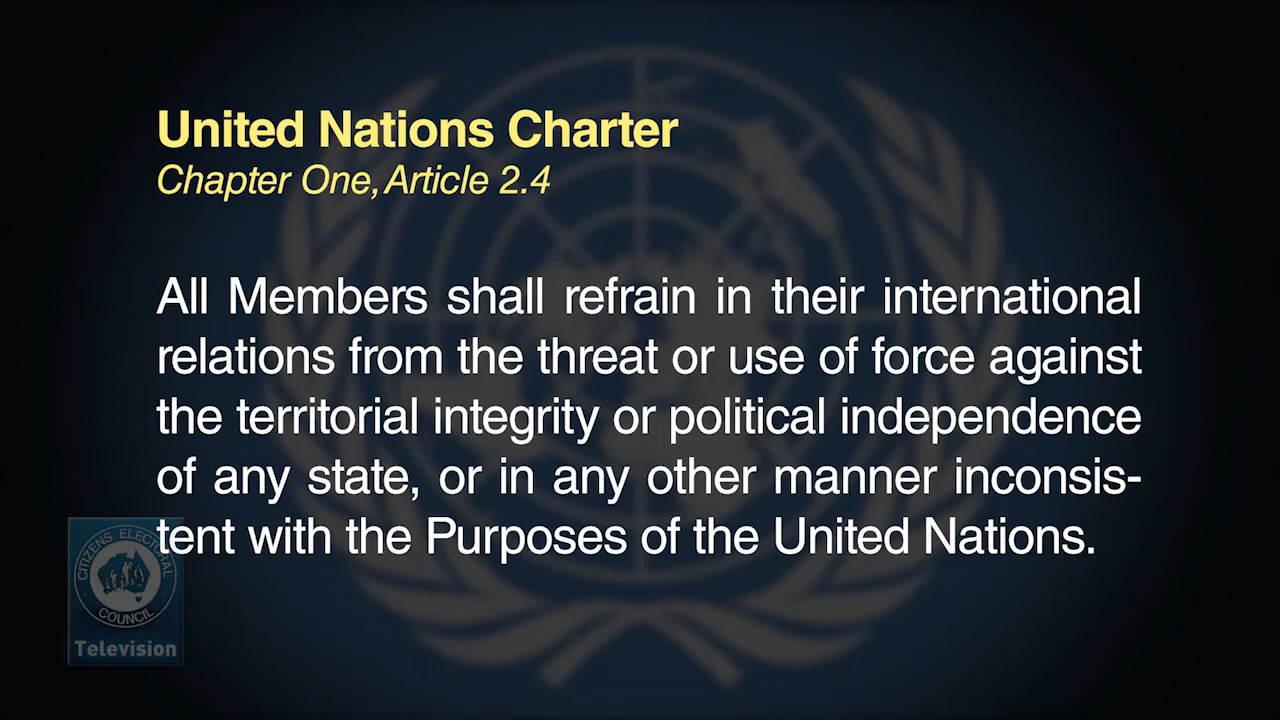 United Nations Charter
Chapter One, Article 2.4
All Members shall refrain in their international
relations from the threat or use of force against
the territorial integrity or political independence
of any state, or in any other manner inconsis-
tent with the Purposes of the United Nations.
CITIZENS ELECTORAL
COUNCIL
Television